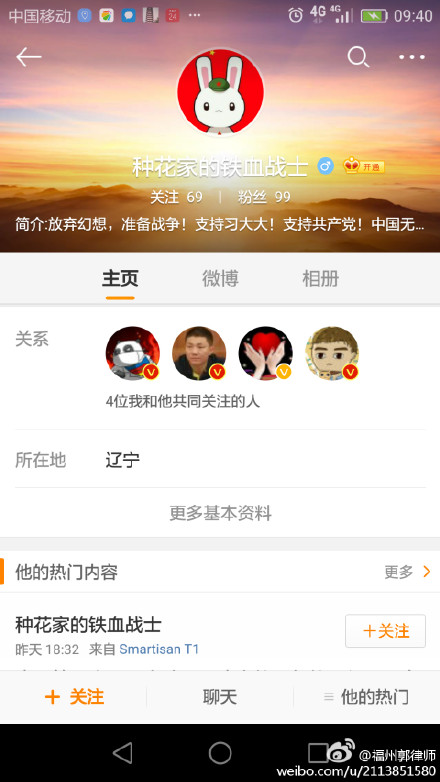 中国移动 4G 4G 09:40
种花家的铁血战士 开通
关注 69 | 粉丝 99
简介:放弃幻想，准备战争！支持习大大！支持共产党！中国无...
主页 微博 相册
关系
4位我和他共同关注的人
所在地 辽宁
更多基本资料
他的热门内容 更多
种花家的铁血战士
+关注
昨天 18:32 来自 Smartisan T1
+ 关注 聊天 他的热门
@福州郭律师
weibo.com/u/2113851580